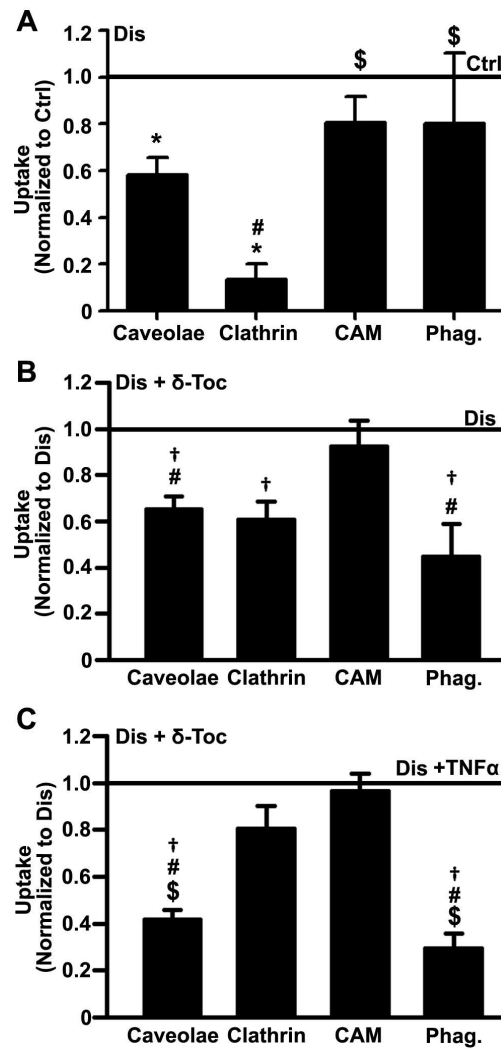 A
Dis
Ctrl
Uptake
(Normalized to Ctrl)
1.2
1.0
0.8
0.6
0.4
0.2
0
*
#
*
$
$
Caveolae Clathrin CAM Phag.
B
Dis + δ-Toc
Dis
Uptake
(Normalized to Dis)
1.2
1.0
0.8
0.6
0.4
0.2
0
†
#
†
†
#
Caveolae Clathrin CAM Phag.
C
Dis + δ-Toc
Dis +TNFα
Uptake
(Normalized to Dis)
1.2
1.0
0.8
0.6
0.4
0.2
0
†
#
$
†
#
$
Caveolae Clathrin CAM Phag.